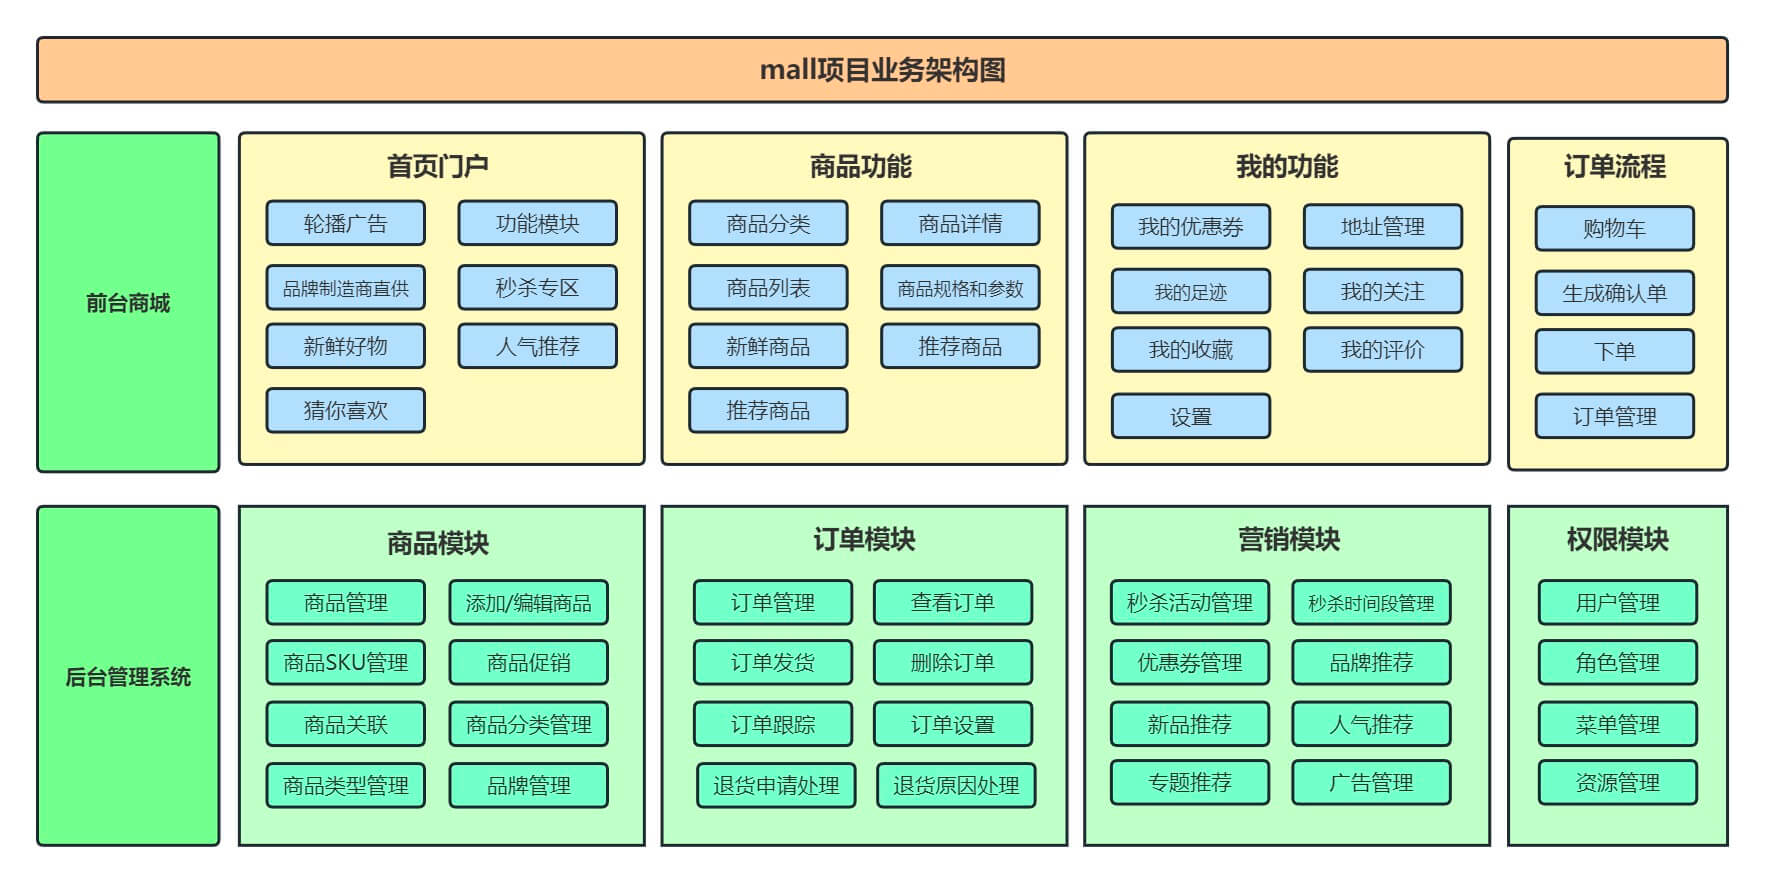 mall项目业务架构图
前台商城
首页门户
轮播广告
功能模块
品牌制造商直供
秒杀专区
新鲜好物
人气推荐
猜你喜欢
商品功能
商品分类
商品详情
商品列表
商品规格和参数
新鲜商品
推荐商品
推荐商品
我的功能
我的优惠券
地址管理
我的足迹
我的关注
我的收藏
我的评价
设置
订单流程
购物车
生成确认单
下单
订单管理
后台管理系统
商品模块
商品管理
添加/编辑商品
商品SKU管理
商品促销
商品关联
商品分类管理
商品类型管理
品牌管理
订单模块
订单管理
查看订单
订单发货
删除订单
订单跟踪
订单设置
退货申请处理
退货原因处理
营销模块
秒杀活动管理
秒杀时间段管理
优惠券管理
品牌推荐
新品推荐
人气推荐
专题推荐
广告管理
权限模块
用户管理
角色管理
菜单管理
资源管理